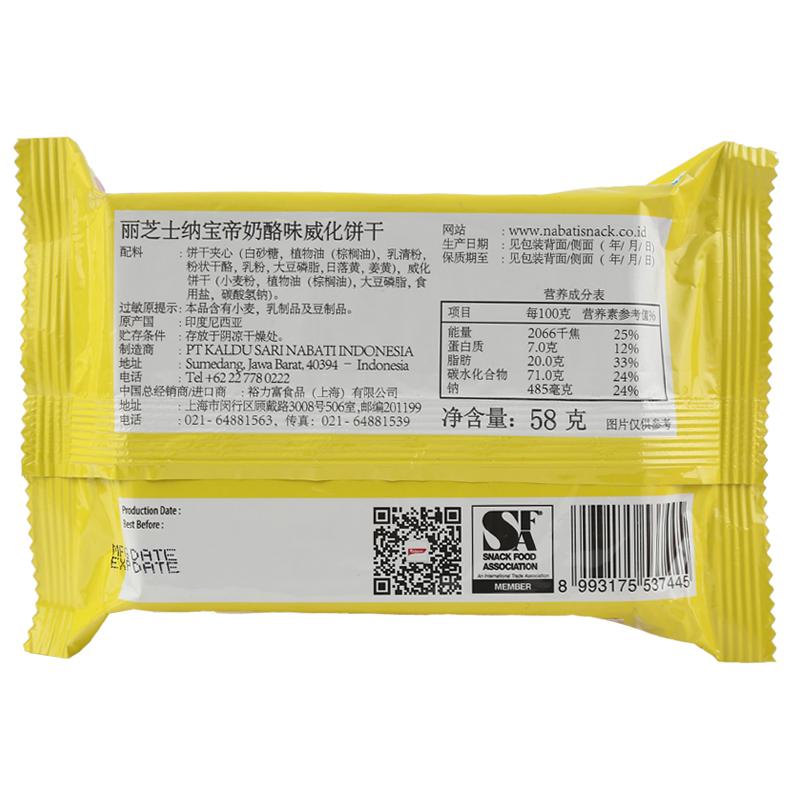 丽芝士纳宝帝奶酪味威化饼干
配料 : 饼干夹心 (白砂糖, 植物油 (棕榈油), 乳清粉,
粉状干酪, 乳粉, 大豆磷脂, 日落黄, 姜黄), 威化
饼干 (小麦粉, 植物油 (棕榈油), 大豆磷脂, 食
用盐, 碳酸氢钠).
过敏原提示: 本品含有小麦, 乳制品及豆制品。
原产国 : 印度尼西亚
贮存条件 : 存放于阴凉干燥处。
制造商 : PT KALDU SARI NABATI INDONESIA
地址 : Sumedang, Jawa Barat, 40394 - Indonesia
电话 : Tel +62 22 778 0222
中国总经销商/进口商 : 裕力富食品 (上海) 有限公司
地址 : 上海市闵行区顾戴路3008号506室,邮编201199
电话 : 021- 64881563, 传真: 021- 64881539
网站 : www.nabatisnack.co.id
生产日期 : 见包装背面/侧面 ( 年/ 月/ 日)
保质期至 : 见包装背面/侧面 ( 年/ 月/ 日)
营养成分表
项目 每100克 营养素参考值%
能量 2066千焦 25%
蛋白质 7.0克 12%
脂肪 20.0克 33%
碳水化合物 71.0克 24%
钠 485毫克 24%
净含量: 58 克 图片仅供参考
Production Date :
Best Before :
MFG DATE
EXP DATE
SFA®
SNACK FOOD
ASSOCIATION
An International Trade Association
MEMBER
8 993175 537445